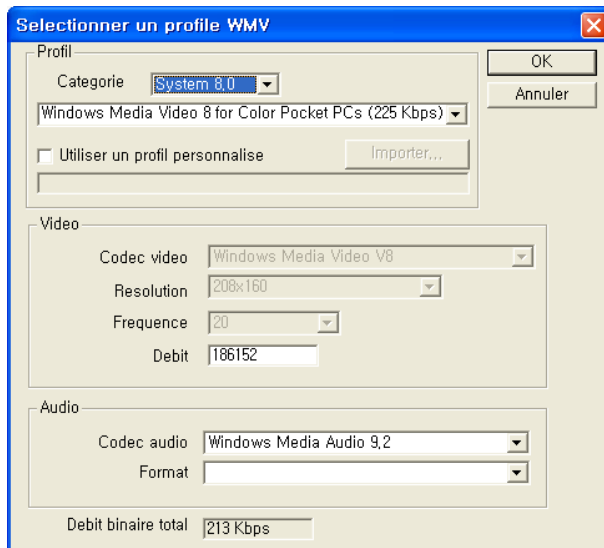 Selectionner un profile WMV
Profil
OK
Categorie System 8,0
Annuler
Windows Media Video 8 for Color Pocket PCs (225 Kbps)
Utiliser un profil personnalise Importer,,,
Video
Codec video Windows Media Video V8
Resolution 208x160
Frequence 20
Debit 186152
Audio
Codec audio Windows Media Audio 9,2
Format
Debit binaire total 213 Kbps